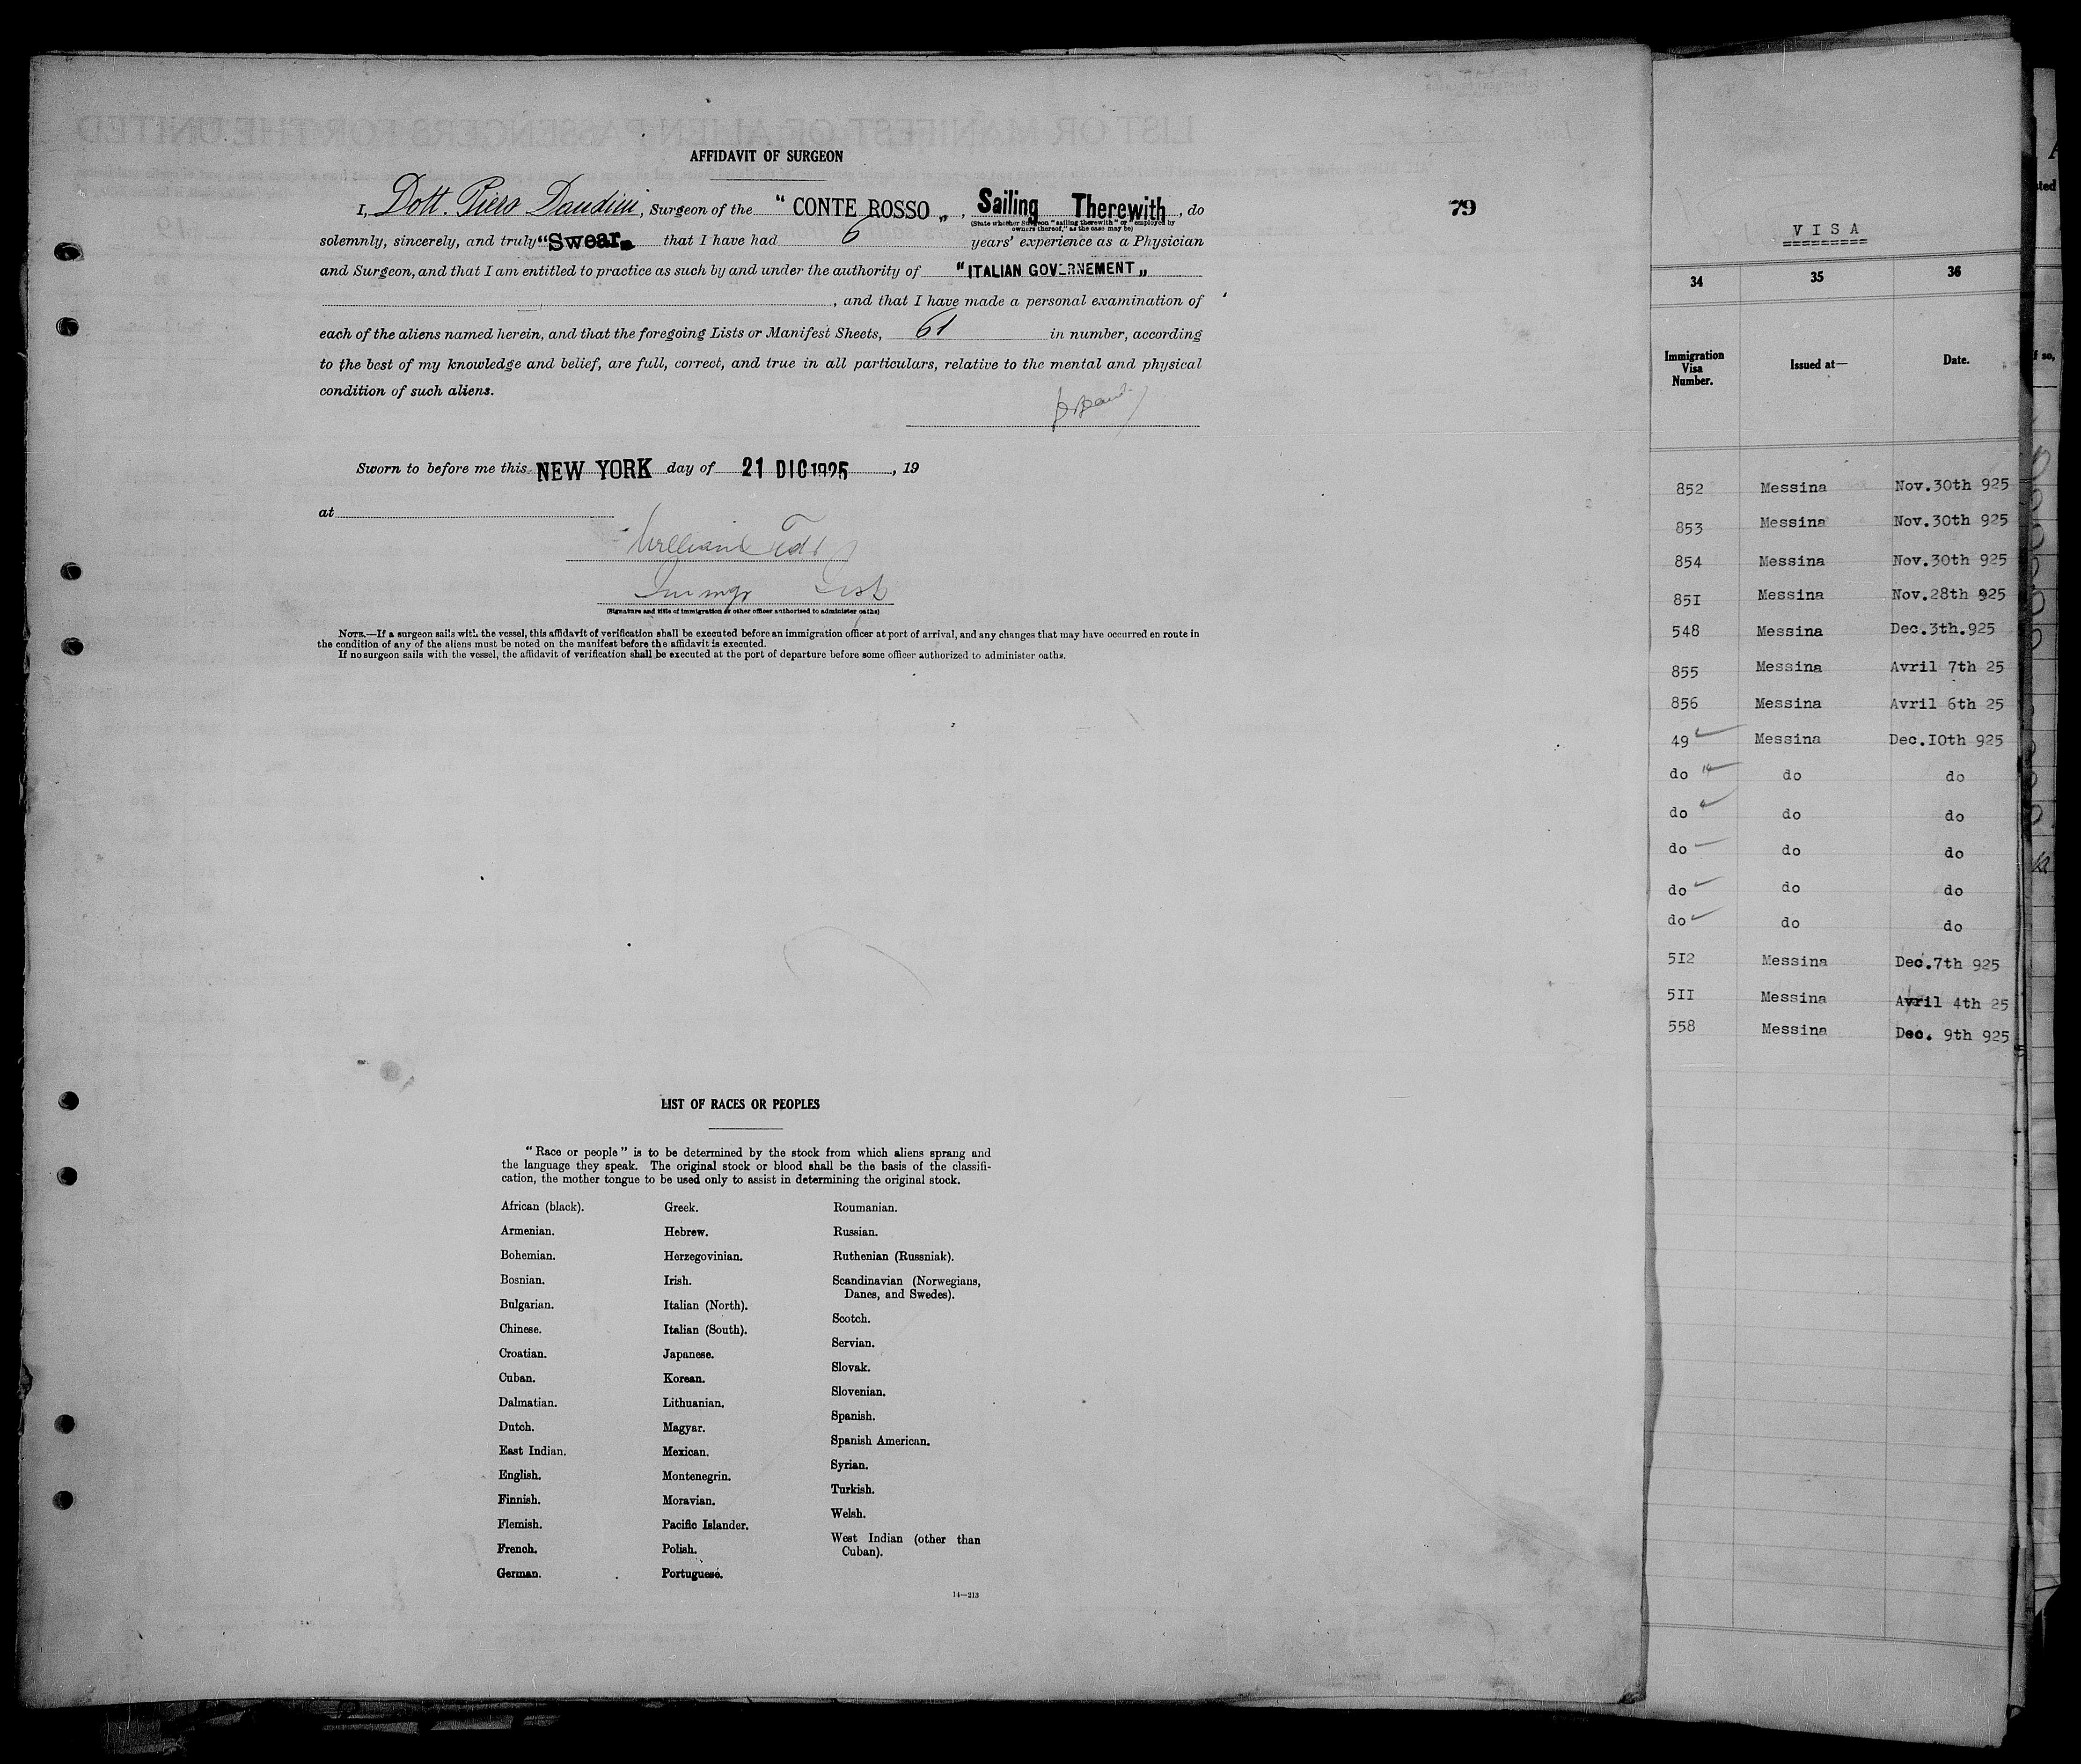 AFFIDAVIT OF SURGEON
I, Dott. Piero Dandini, Surgeon of the " CONTE ROSSO „ , Sailing Therewith, do
(State whether Surgeon "sailing therewith" or "employed by
owners thereof," as the case may be)
79
solemnly, sincerely, and truly "Swear„ that I have had 6 years' experience as a Physician
and Surgeon, and that I am entitled to practice as such by and under the authority of "ITALIAN GOVERNEMENT„
, and that I have made a personal examination of
each of the aliens named herein, and that the foregoing Lists or Manifest Sheets, 61 in number, according
to the best of my knowledge and belief, are full, correct, and true in all particulars, relative to the mental and physical
condition of such aliens.
Sworn to before me this NEW YORK day of 21 DIC 1925, 19
at
William
(Signature and title of immigration or other officer authorized to administer oaths)
NOTE.—If a surgeon sails with the vessel, this affidavit of verification shall be executed before an immigration officer at port of arrival, and any changes that may have occurred en route in
the condition of any of the aliens must be noted on the manifest before the affidavit is executed.
If no surgeon sails with the vessel, the affidavit of verification shall be executed at the port of departure before some officer authorized to administer oaths.
LIST OF RACES OR PEOPLES
"Race or people" is to be determined by the stock from which aliens sprang and
the language they speak. The original stock or blood shall be the basis of the classifi-
cation, the mother tongue to be used only to assist in determining the original stock.
African (black).
Armenian.
Bohemian.
Bosnian.
Bulgarian.
Chinese.
Croatian.
Cuban.
Dalmatian.
Dutch.
East Indian.
English.
Finnish.
Flemish.
French.
German.
Greek.
Hebrew.
Herzegovinian.
Irish.
Italian (North).
Italian (South).
Japanese.
Korean.
Lithuanian.
Magyar.
Mexican.
Montenegrin.
Moravian.
Pacific Islander.
Polish.
Portuguese.
Roumanian.
Russian.
Ruthenian (Russniak).
Scandinavian (Norwegians,
Danes, and Swedes).
Scotch.
Servian.
Slovak.
Slovenian.
Spanish.
Spanish American.
Syrian.
Turkish.
Welsh.
West Indian (other than
Cuban).
14—213
VISA
34 35 36
Immigration Visa Number. Issued at— Date.
852 Messina Nov.30th 925
853 Messina Nov.30th 925
854 Messina Nov.30th 925
85I Messina Nov.28th 925
548 Messina Dec.3th.925
855 Messina Avril 7th 25
856 Messina Avril 6th 25
49 Messina Dec.I0th 925
do do do
do do do
do do do
do do do
do do do
5I2 Messina Dec.7th 925
5II Messina Avril 4th 25
558 Messina Dec. 9th 925